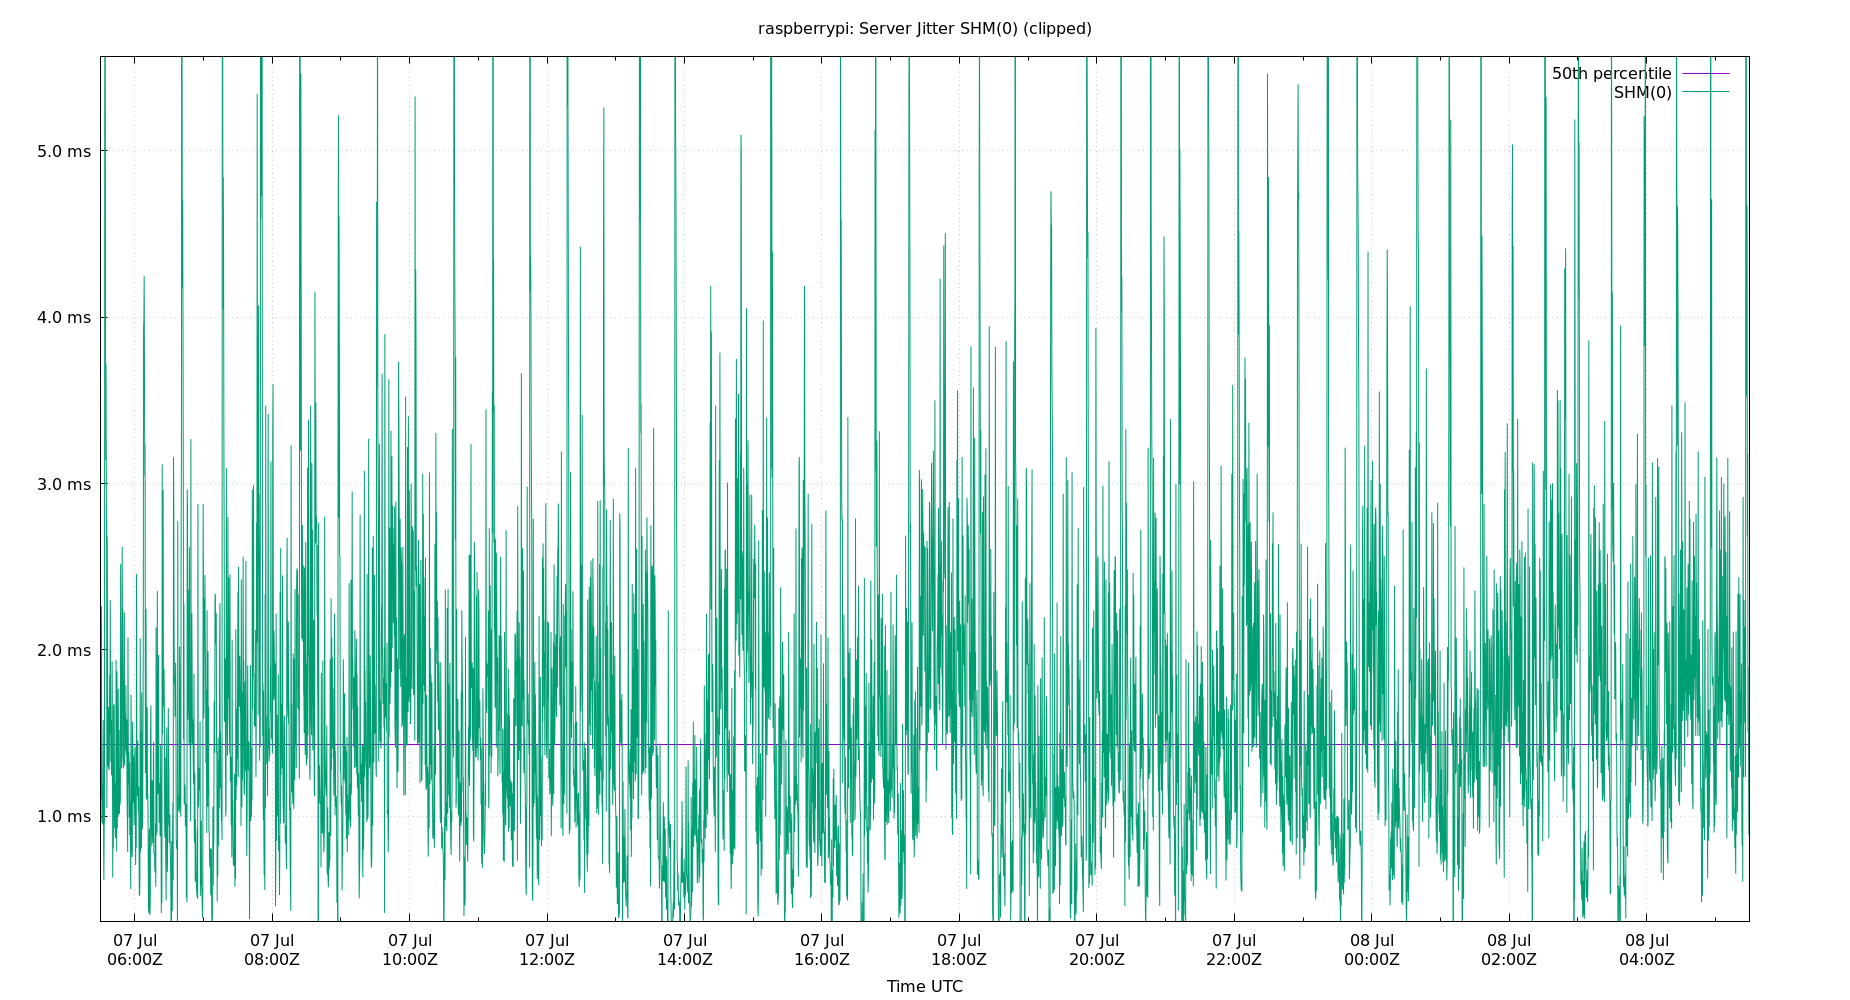 raspberrypi: Server Jitter SHM(0) (clipped)
50th percentile
SHM(0)
5.0 ms
4.0 ms
3.0 ms
2.0 ms
1.0 ms
07 Jul 07 Jul 07 Jul 07 Jul 07 Jul 07 Jul 07 Jul 07 Jul 07 Jul 08 Jul 08 Jul 08 Jul
06:00Z 08:00Z 10:00Z 12:00Z 14:00Z 16:00Z 18:00Z 20:00Z 22:00Z 00:00Z 02:00Z 04:00Z
Time UTC